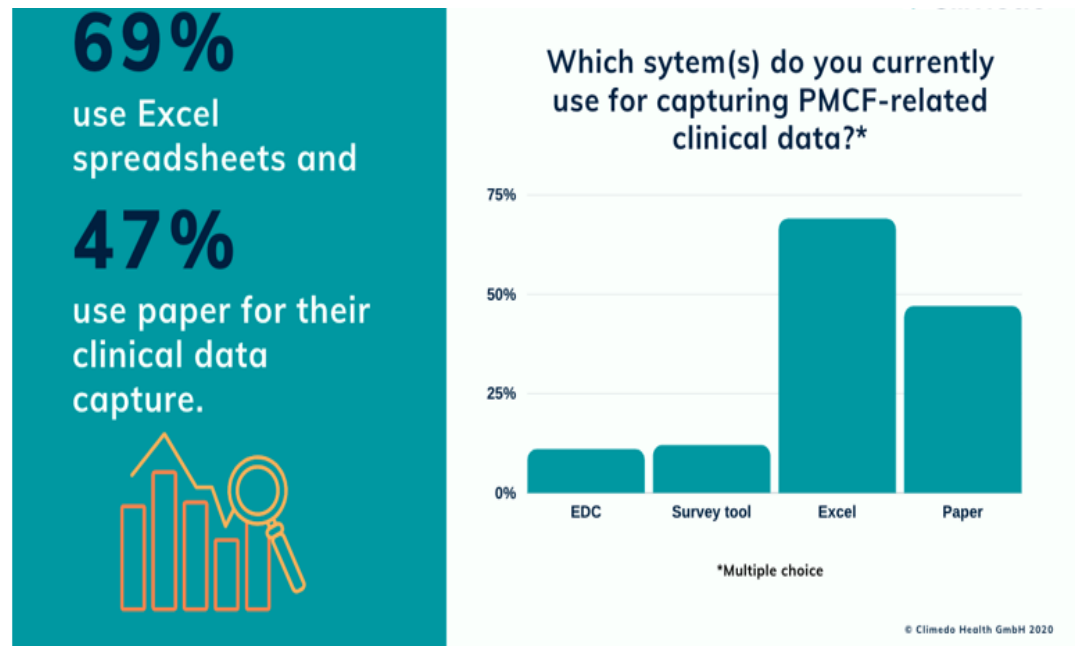 69%
use Excel
spreadsheets and
47%
use paper for their
clinical data
capture.
Which sytem(s) do you currently
use for capturing PMCF-related
clinical data?*
75%
50%
25%
0%
EDC
Survey tool
Excel
Paper
*Multiple choice
© Climedo Health GmbH 2020